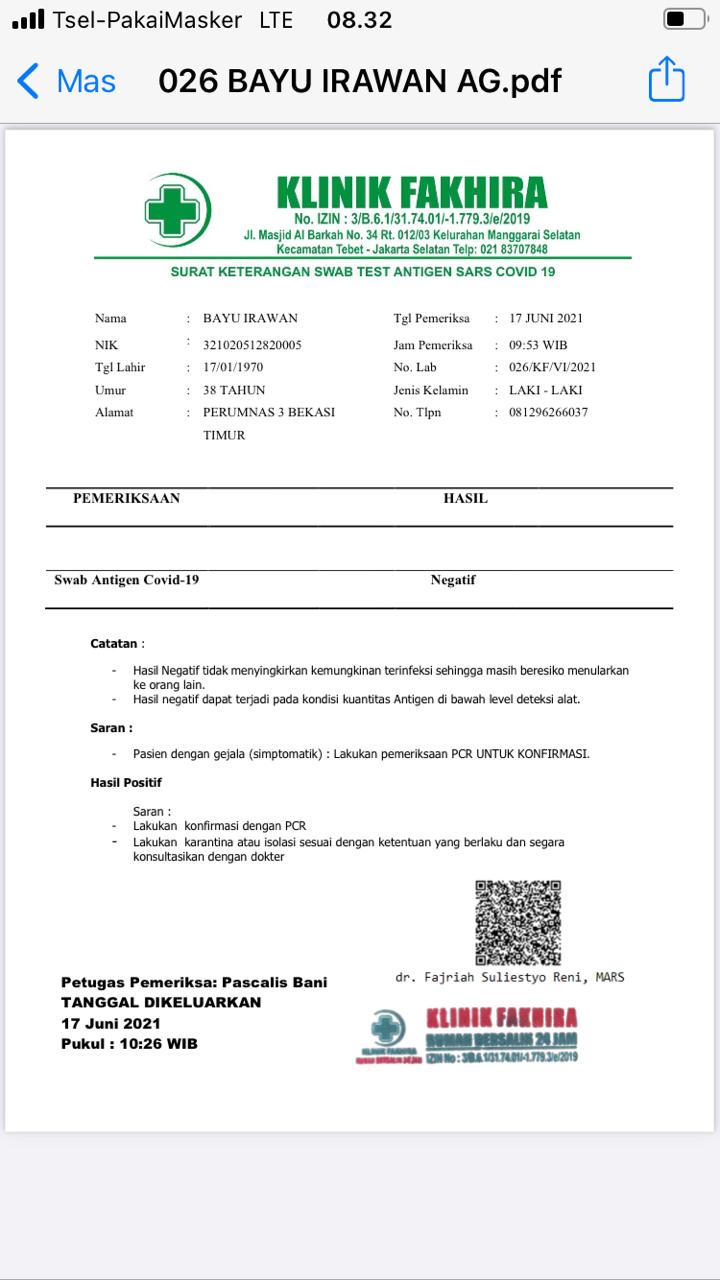 Tsel-PakaiMasker LTE 08.32
Mas 026 BAYU IRAWAN AG.pdf
KLINIK FAKHIRA
No. IZIN : 3/B.6.1/31.74.01/-1.779.3/e/2019
Jl. Masjid Al Barkah No. 34 Rt. 012/03 Kelurahan Manggarai Selatan
Kecamatan Tebet - Jakarta Selatan Telp: 021 83707848
SURAT KETERANGAN SWAB TEST ANTIGEN SARS COVID 19
Nama : BAYU IRAWAN Tgl Pemeriksa : 17 JUNI 2021
NIK : 321020512820005 Jam Pemeriksa : 09:53 WIB
Tgl Lahir : 17/01/1970 No. Lab : 026/KF/VI/2021
Umur : 38 TAHUN Jenis Kelamin : LAKI - LAKI
Alamat : PERUMNAS 3 BEKASI No. Tlpn : 081296266037
TIMUR
PEMERIKSAAN HASIL
Swab Antigen Covid-19 Negatif
Catatan :
- Hasil Negatif tidak menyingkirkan kemungkinan terinfeksi sehingga masih beresiko menularkan
ke orang lain.
- Hasil negatif dapat terjadi pada kondisi kuantitas Antigen di bawah level deteksi alat.
Saran :
- Pasien dengan gejala (simptomatik) : Lakukan pemeriksaan PCR UNTUK KONFIRMASI.
Hasil Positif
Saran :
- Lakukan konfirmasi dengan PCR
- Lakukan karantina atau isolasi sesuai dengan ketentuan yang berlaku dan segara
konsultasikan dengan dokter
dr. Fajriah Suliestyo Reni, MARS
Petugas Pemeriksa: Pascalis Bani
TANGGAL DIKELUARKAN
17 Juni 2021
Pukul : 10:26 WIB
KLINIK FAKHIRA
RUMAH BERSALIN 24 JAM
IZIN No : 3/B.6.1/31.74.01/-1.779.3/e/2019
KLINIK FAKHIRA
RUMAH BERSALIN 24 JAM